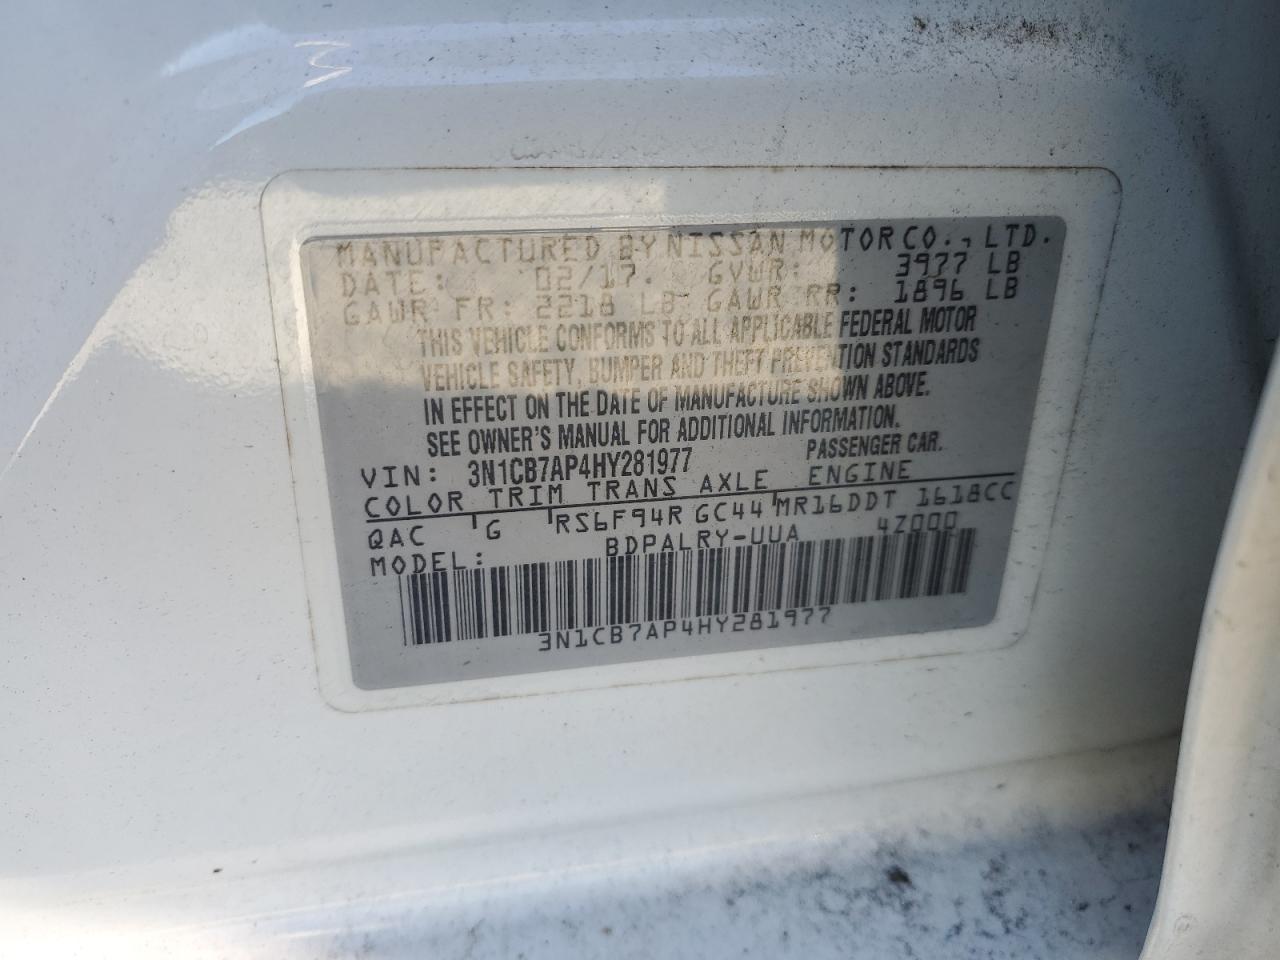 MANUFACTURED BY NISSAN MOTOR CO., LTD.
DATE: 02/17. GVWR: 3977 LB
GAWR FR: 2218 LB GAWR RR: 1896 LB
THIS VEHICLE CONFORMS TO ALL APPLICABLE FEDERAL MOTOR
VEHICLE SAFETY, BUMPER AND THEFT PREVENTION STANDARDS
IN EFFECT ON THE DATE OF MANUFACTURE SHOWN ABOVE.
SEE OWNER'S MANUAL FOR ADDITIONAL INFORMATION.
VIN: 3N1CB7AP4HY281977 PASSENGER CAR.
COLOR TRIM TRANS AXLE ENGINE
QAC G RS6F94R GC44 MR16DDT 1618CC
MODEL: BDPALRY-UUA 4Z000
3N1CB7AP4HY281977